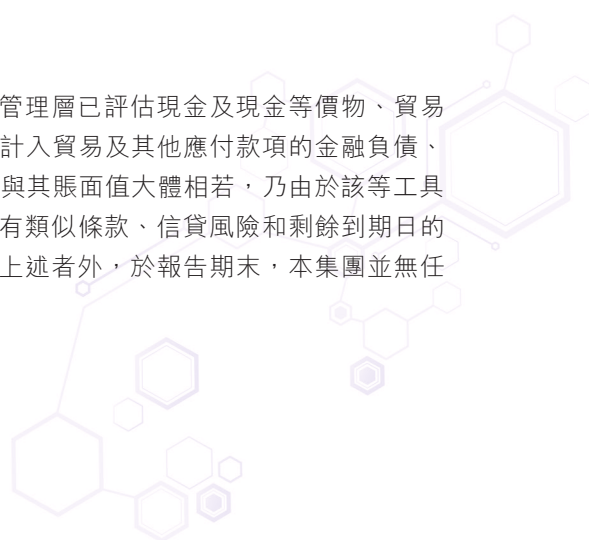 管理層已評估現金及現金等價物、貿易
計入貿易及其他應付款項的金融負債、
與其賬面值大體相若，乃由於該等工具
有類似條款、信貸風險和剩餘到期日的
上述者外，於報告期末，本集團並無任